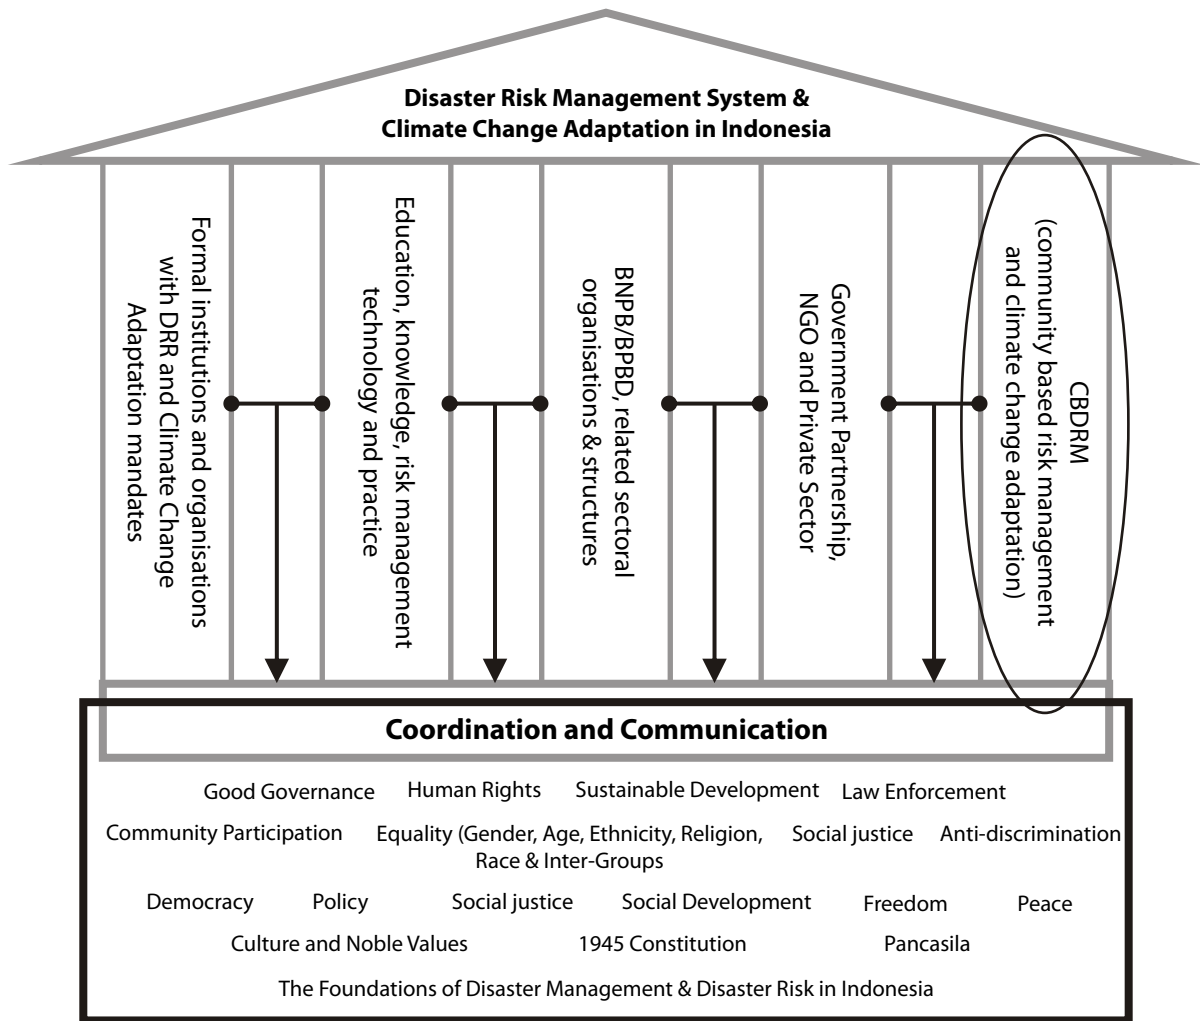 Disaster Risk Management System &
Climate Change Adaptation in Indonesia
Formal institutions and organisations
with DRR and Climate Change
Adaptation mandates
Education, knowledge, risk management
technology and practice
BNPB/BPBD, related sectoral
organisations & structures
Government Partnership,
NGO and Private Sector
CBDRM
(community based risk management
and climate change adaptation)
Coordination and Communication
Good Governance Human Rights Sustainable Development Law Enforcement
Community Participation Equality (Gender, Age, Ethnicity, Religion, Social justice Anti-discrimination
Race & Inter-Groups
Democracy Policy Social justice Social Development Freedom Peace
Culture and Noble Values 1945 Constitution Pancasila
The Foundations of Disaster Management & Disaster Risk in Indonesia